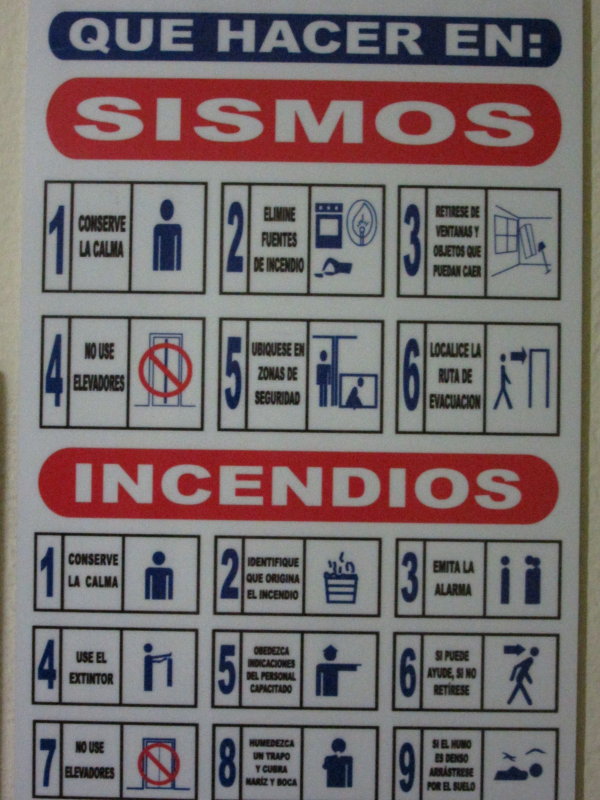 QUE HACER EN:
SISMOS
1
CONSERVE
LA CALMA
2
ELIMINE
FUENTES
DE INCENDIO
3
RETIRESE DE
VENTANAS Y
OBJETOS QUE
PUEDAN CAER
4
NO USE
ELEVADORES
5
UBIQUESE EN
ZONAS DE
SEGURIDAD
6
LOCALICE LA
RUTA DE
EVACUACION
INCENDIOS
1
CONSERVE
LA CALMA
2
IDENTIFIQUE
QUE ORIGINA
EL INCENDIO
3
EMITA LA
ALARMA
4
USE EL
EXTINTOR
5
OBEDEZCA
INDICACIONES
DEL PERSONAL
CAPACITADO
6
SI PUEDE
AYUDE, SI NO
RETÍRESE
7
NO USE
ELEVADORES
8
HUMEDEZCA
UN TRAPO
Y CUBRA
NARÍZ Y BOCA
9
SI EL HUMO
ES DENSO
ARRÁSTRESE
POR EL SUELO